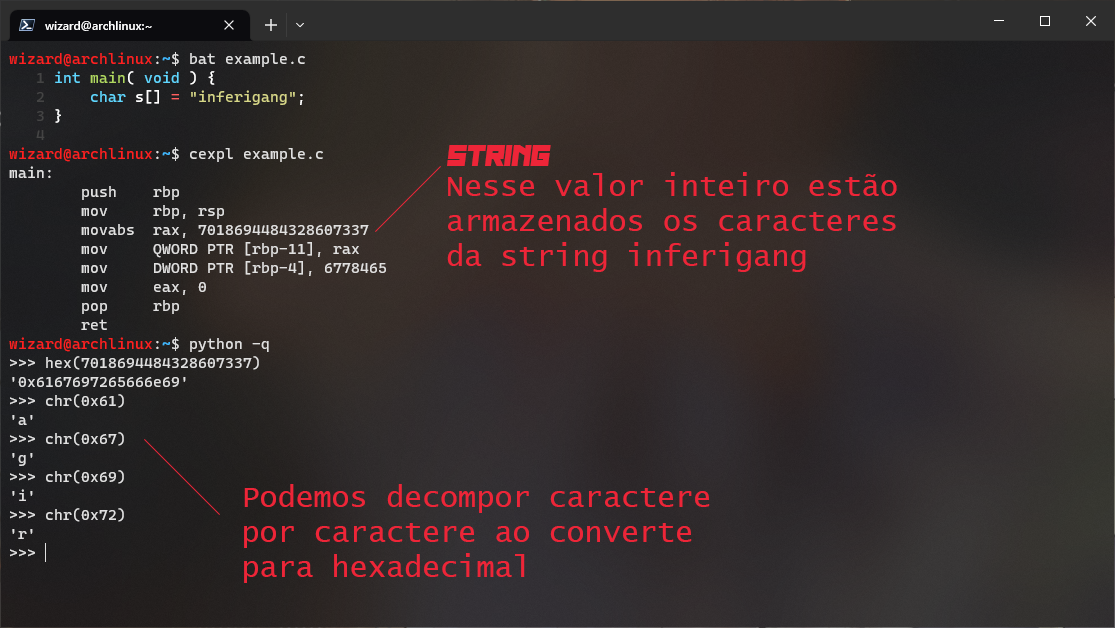 wizard@archlinux:~
wizard@archlinux:~$ bat example.c
1 int main( void ) {
2 char s[] = "inferigang";
3 }
4
wizard@archlinux:~$ cexpl example.c
main:
push rbp
mov rbp, rsp
movabs rax, 7018694484328607337
mov QWORD PTR [rbp-11], rax
mov DWORD PTR [rbp-4], 6778465
mov eax, 0
pop rbp
ret
STRING
Nesse valor inteiro estão
armazenados os caracteres
da string inferigang
wizard@archlinux:~$ python -q
>>> hex(7018694484328607337)
'0x6167697265666e69'
>>> chr(0x61)
'a'
>>> chr(0x67)
'g'
>>> chr(0x69)
'i'
>>> chr(0x72)
'r'
>>>
Podemos decompor caractere
por caractere ao converte
para hexadecimal